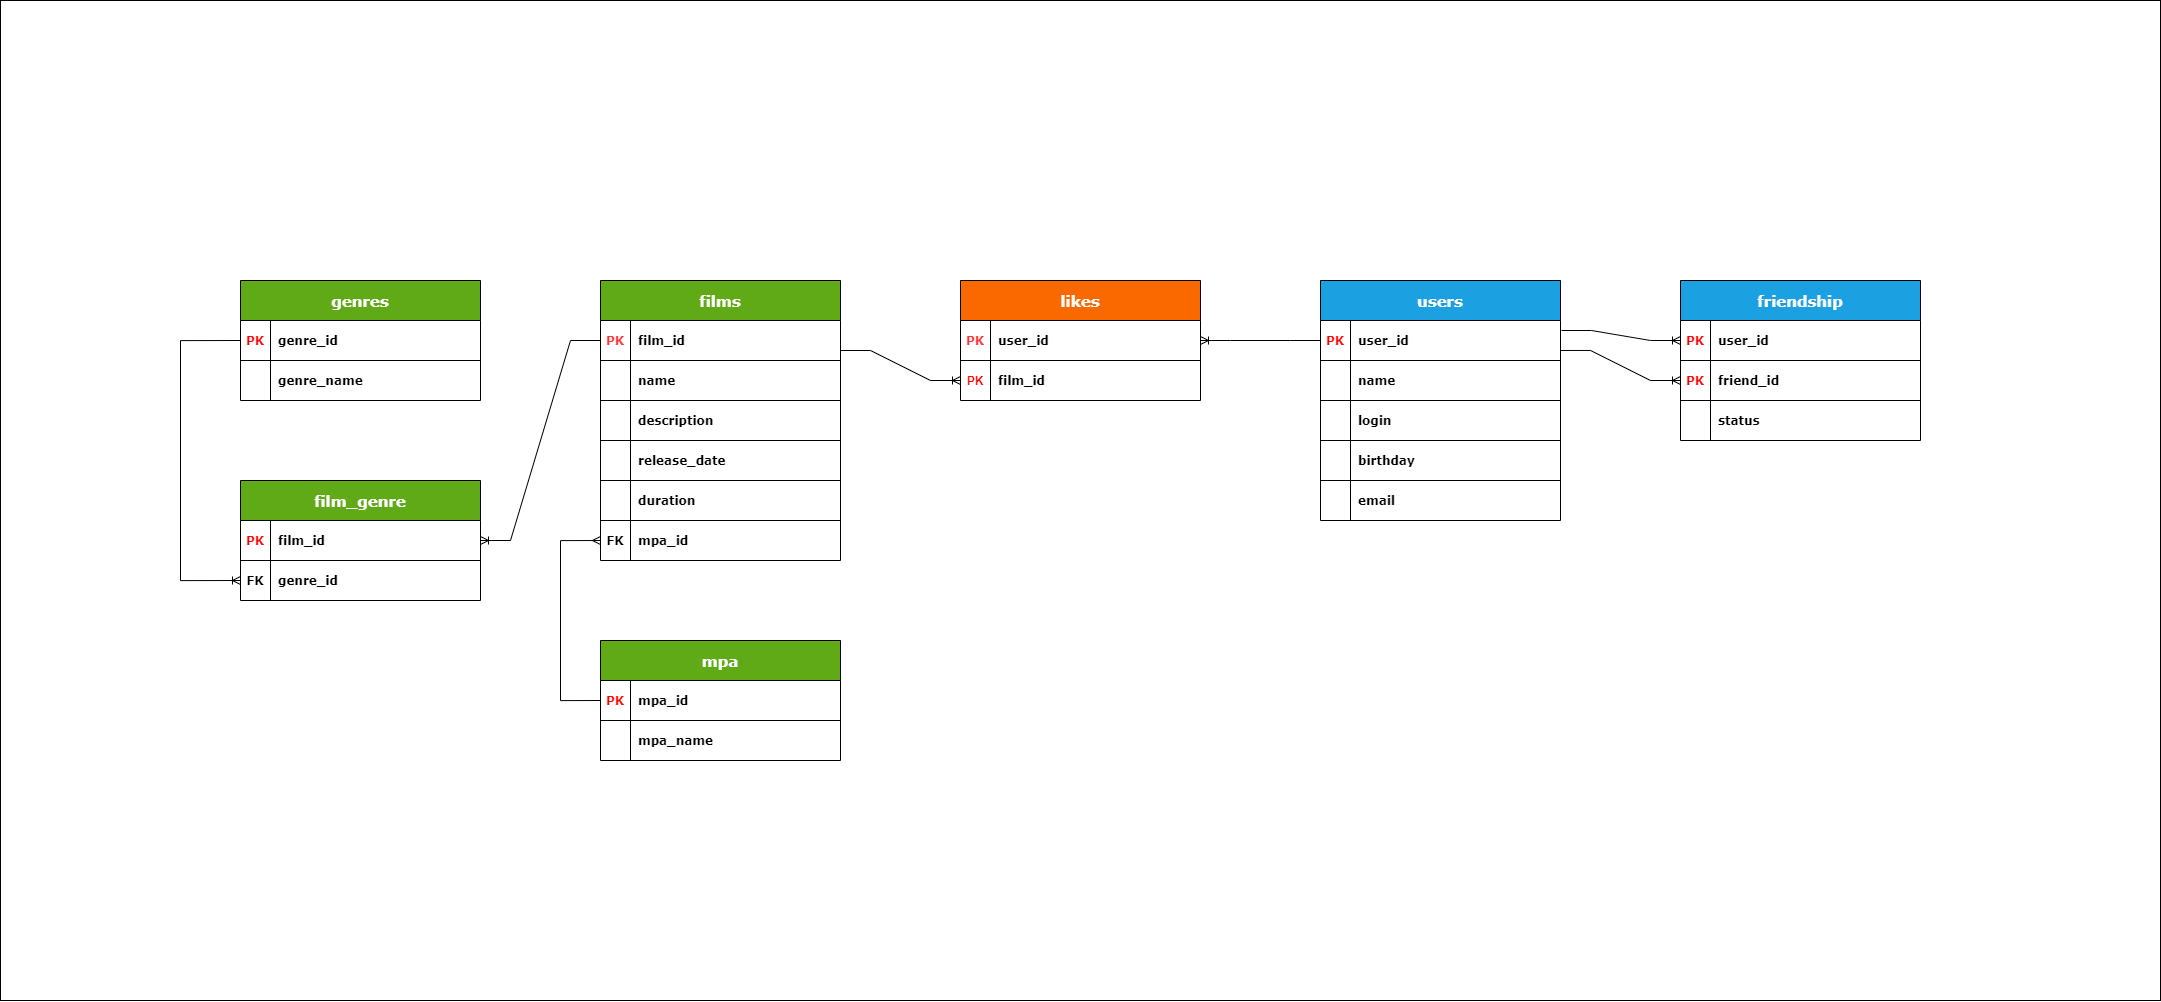 genres
PK genre_id
genre_name
film_genre
PK film_id
FK genre_id
films
PK film_id
name
description
release_date
duration
FK mpa_id
mpa
PK mpa_id
mpa_name
likes
PK user_id
PK film_id
users
PK user_id
name
login
birthday
email
friendship
PK user_id
PK friend_id
status